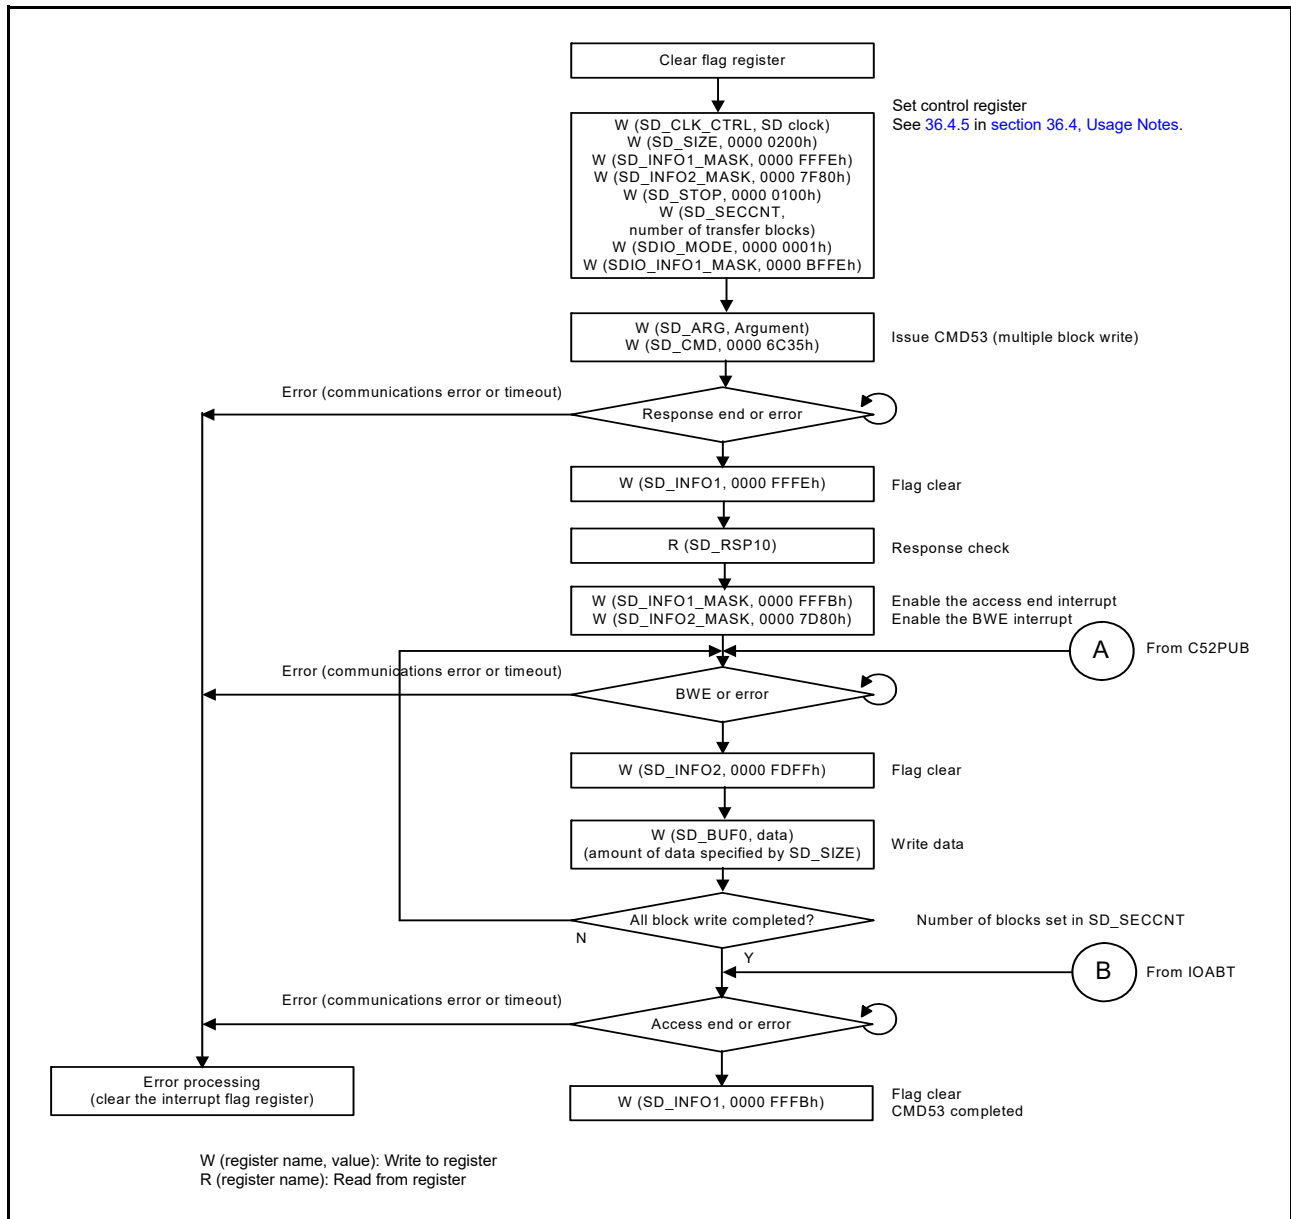 Clear flag register
Set control register
See 36.4.5 in section 36.4, Usage Notes.
W (SD_CLK_CTRL, SD clock)
W (SD_SIZE, 0000 0200h)
W (SD_INFO1_MASK, 0000 FFFEh)
W (SD_INFO2_MASK, 0000 7F80h)
W (SD_STOP, 0000 0100h)
W (SD_SECCNT,
number of transfer blocks)
W (SDIO_MODE, 0000 0001h)
W (SDIO_INFO1_MASK, 0000 BFFEh)
W (SD_ARG, Argument)
W (SD_CMD, 0000 6C35h)
Issue CMD53 (multiple block write)
Error (communications error or timeout)
Response end or error
W (SD_INFO1, 0000 FFFEh)
Flag clear
R (SD_RSP10)
Response check
W (SD_INFO1_MASK, 0000 FFFBh)
W (SD_INFO2_MASK, 0000 7D80h)
Enable the access end interrupt
Enable the BWE interrupt
A
From C52PUB
Error (communications error or timeout)
BWE or error
W (SD_INFO2, 0000 FDFFh)
Flag clear
W (SD_BUF0, data)
(amount of data specified by SD_SIZE)
Write data
All block write completed?
Number of blocks set in SD_SECCNT
N
Y
B
From IOABT
Error (communications error or timeout)
Access end or error
Error processing
(clear the interrupt flag register)
W (SD_INFO1, 0000 FFFBh)
Flag clear
CMD53 completed
W (register name, value): Write to register
R (register name): Read from register